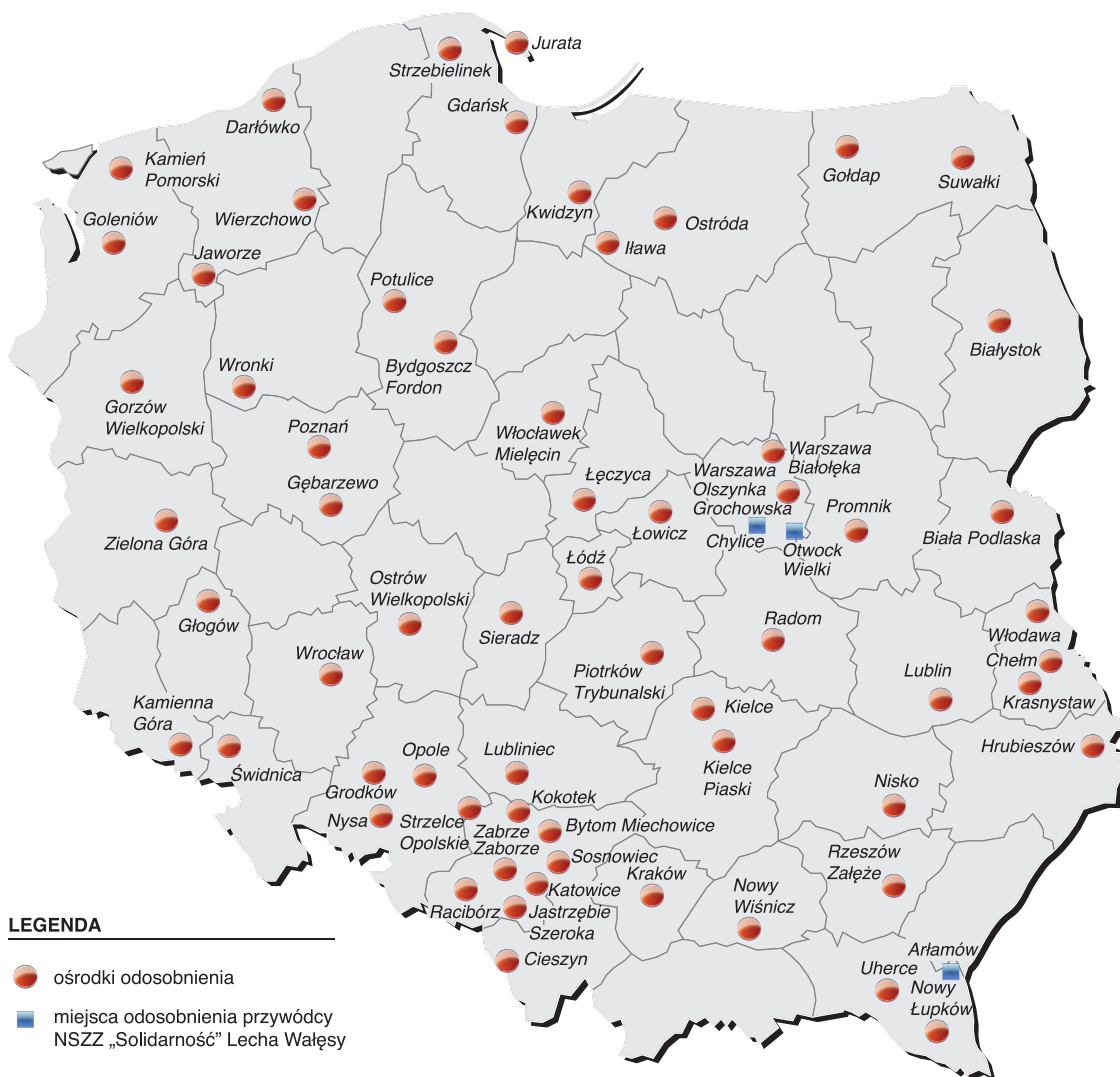 Jurata
Strzebielinek
Gdańsk
Darłówko
Kamień
Pomorski
Gołdap
Suwałki
Wierzchowo
Kwidzyn
Goleniów
Ostróda
Iława
Jaworze
Potulice
Białystok
Wronki
Bydgoszcz
Fordon
Gorzów
Wielkopolski
Poznań
Włocławek
Mielęcin
Warszawa
Białołęka
Warszawa
Olszynka
Grochowska
Łęczyca
Gębarzewo
Promnik
Łowicz
Chylice
Otwock
Wielki
Biała Podlaska
Zielona Góra
Łódź
Ostrów
Wielkopolski
Głogów
Sieradz
Radom
Włodawa
Wrocław
Chełm
Piotrków
Trybunalski
Lublin
Krasnystaw
Kamienna
Góra
Kielce
Hrubieszów
Świdnica
Opole
Lubliniec
Kielce
Piaski
Grodków
Nisko
Kokotek
Nysa
Strzelce
Opolskie
Zabrze
Zaborze
Bytom Miechowice
Sosnowiec
Kraków
Rzeszów
Załęże
Katowice
Nowy
Wiśnicz
Racibórz
Jastrzębie
Szeroka
Cieszyn
Arłamów
Uherce
Nowy
Łupków
LEGENDA
ośrodki odosobnienia
miejsca odosobnienia przywódcy
NSZZ „Solidarność” Lecha Wałęsy